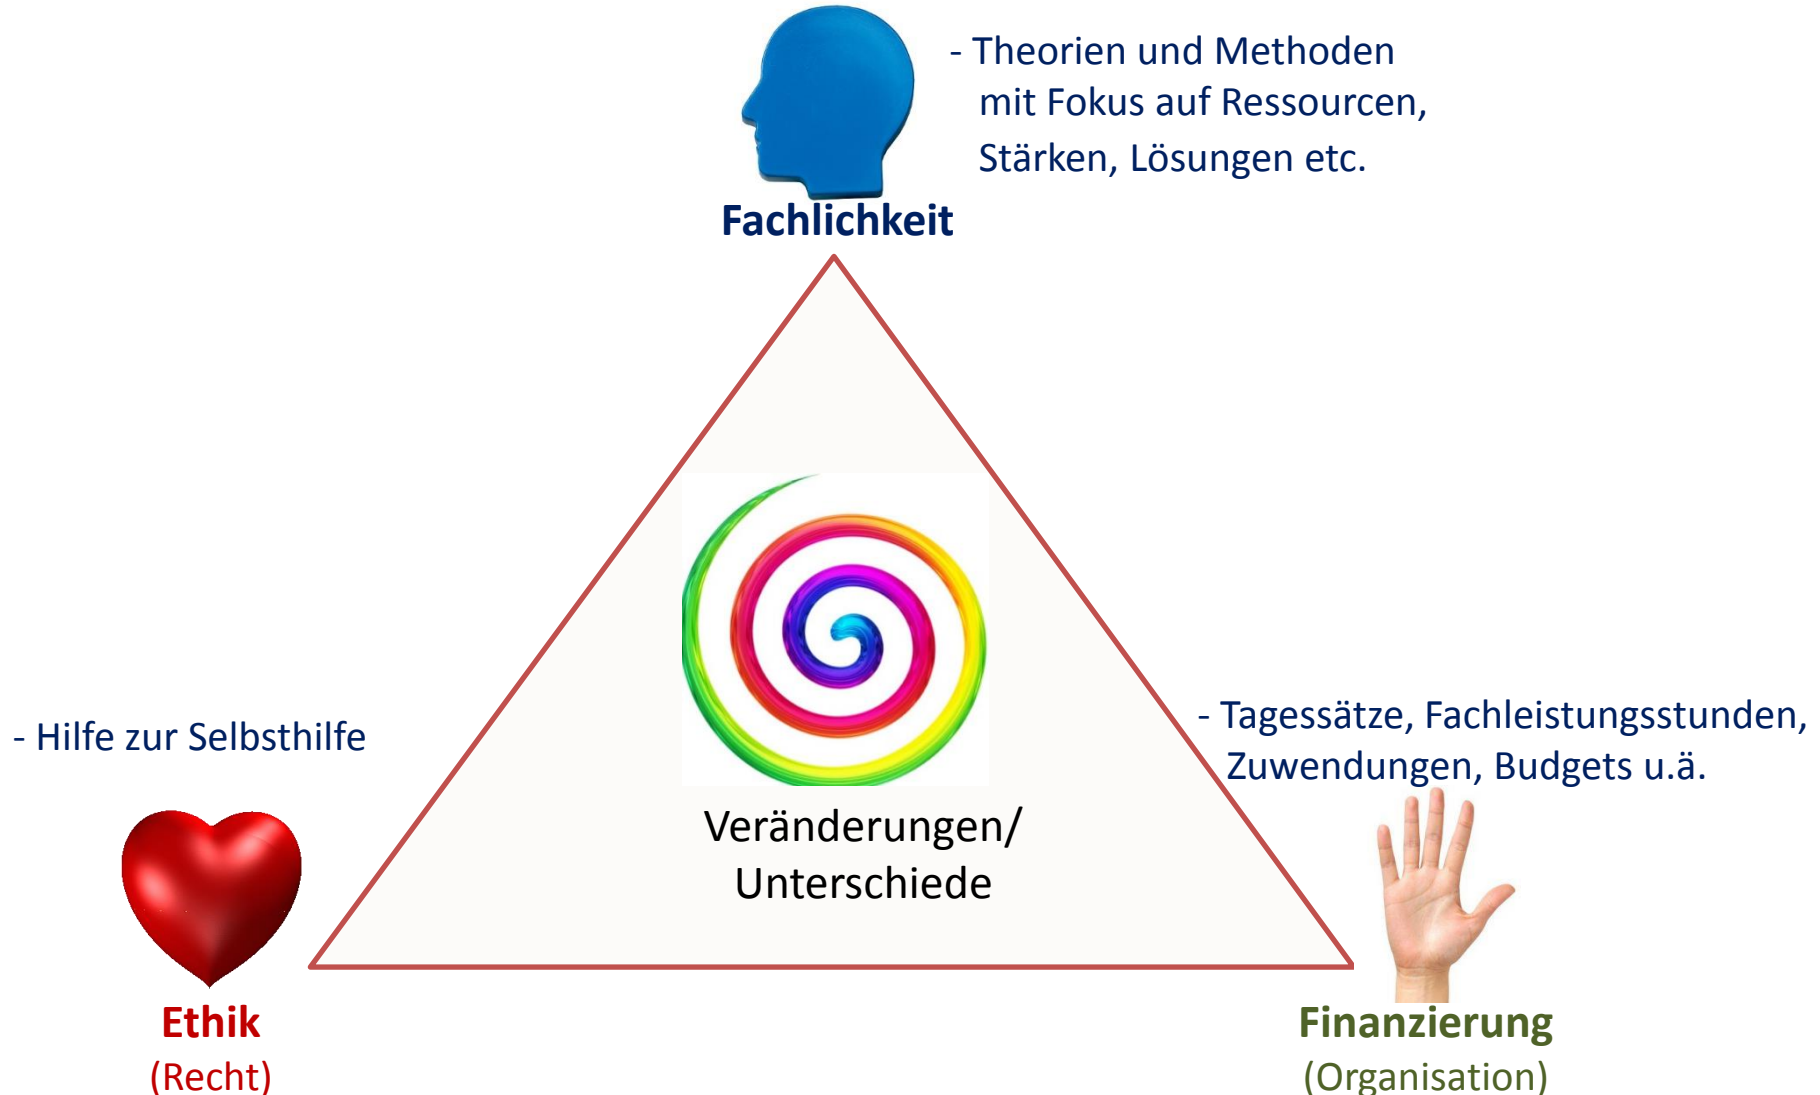 - Theorien und Methoden
mit Fokus auf Ressourcen,
Stärken, Lösungen etc.
Fachlichkeit
- Hilfe zur Selbsthilfe
- Tagessätze, Fachleistungsstunden,
Zuwendungen, Budgets u.ä.
Veränderungen/
Unterschiede
Ethik
(Recht)
Finanzierung
(Organisation)